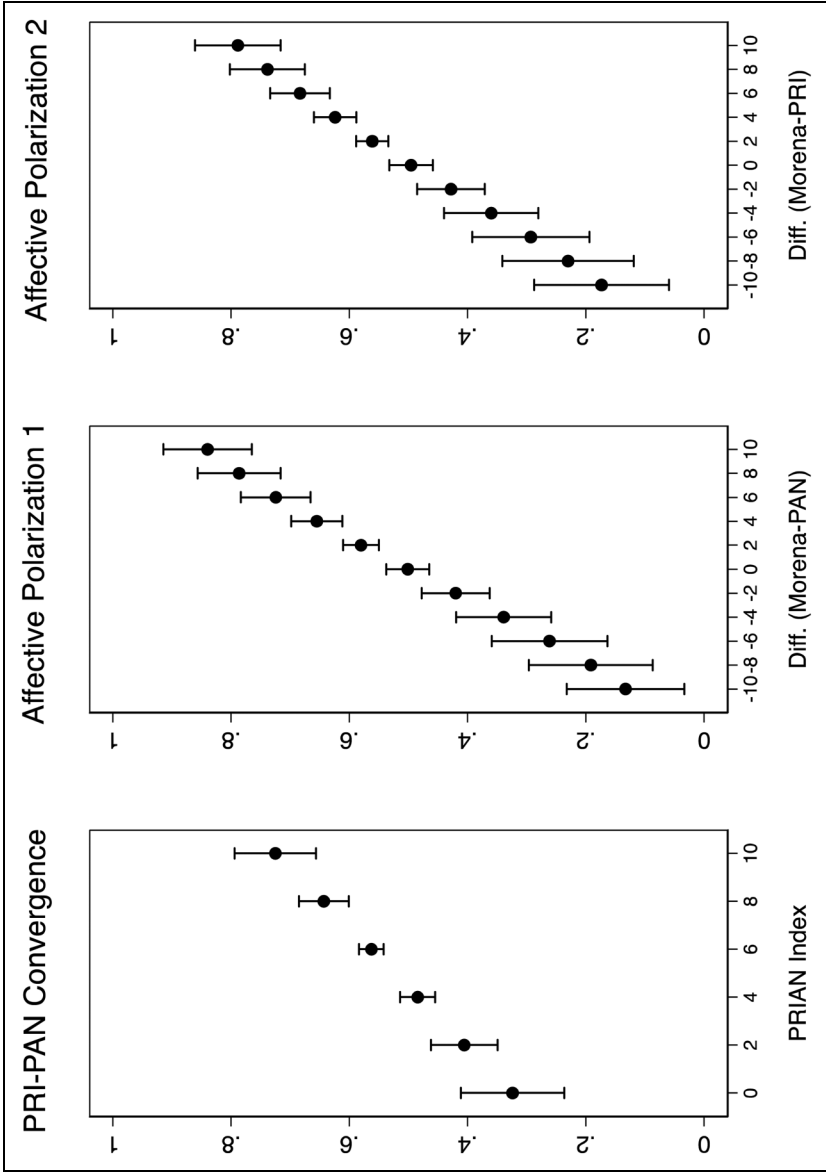 PRI-PAN Convergence
1
.8
.6
.4
.2
0
0 2 4 6 8 10
PRIAN Index
Affective Polarization 1
1
.8
.6
.4
.2
0
-10 -8 -6 -4 -2 0 2 4 6 8 10
Diff. (Morena-PAN)
Affective Polarization 2
1
.8
.6
.4
.2
0
-10 -8 -6 -4 -2 0 2 4 6 8 10
Diff. (Morena-PRI)